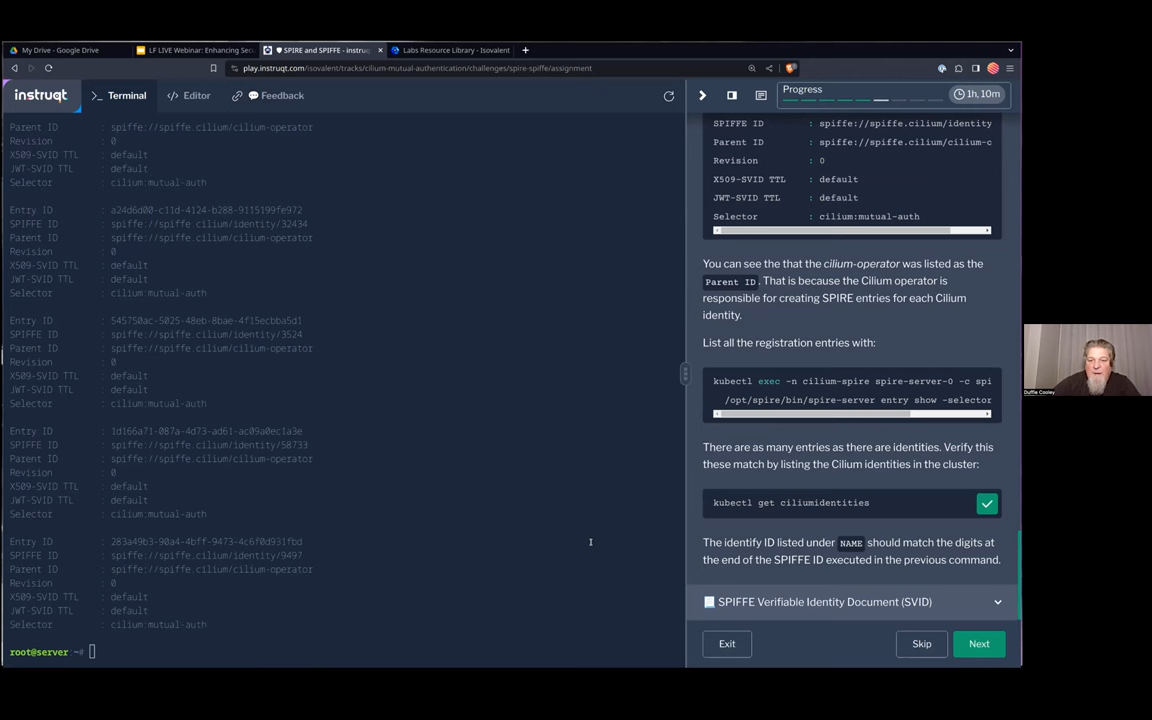 My Drive - Google Drive
LF LIVE Webinar: Enhancing Sec
SPIRE and SPIFFE - instruq
Labs Resource Library - Isovalent
play.instruqt.com/isovalent/tracks/cilium-mutual-authentication/challenges/spire-spiffe/assignment
instruqt
>_ Terminal
</> Editor
Feedback
Progress
1h, 10m
Parent ID : spiffe://spiffe.cilium/cilium-operator
Revision : 0
X509-SVID TTL : default
JWT-SVID TTL : default
Selector : cilium:mutual-auth
Entry ID : a24d6d00-c11d-4124-b288-9115199fe972
SPIFFE ID : spiffe://spiffe.cilium/identity/32434
Parent ID : spiffe://spiffe.cilium/cilium-operator
Revision : 0
X509-SVID TTL : default
JWT-SVID TTL : default
Selector : cilium:mutual-auth
Entry ID : 545750ac-5025-48eb-8bae-4f15ecbba5d1
SPIFFE ID : spiffe://spiffe.cilium/identity/3524
Parent ID : spiffe://spiffe.cilium/cilium-operator
Revision : 0
X509-SVID TTL : default
JWT-SVID TTL : default
Selector : cilium:mutual-auth
Entry ID : 1d166a71-087a-4d73-ad61-ac09a0ec1a3e
SPIFFE ID : spiffe://spiffe.cilium/identity/58733
Parent ID : spiffe://spiffe.cilium/cilium-operator
Revision : 0
X509-SVID TTL : default
JWT-SVID TTL : default
Selector : cilium:mutual-auth
Entry ID : 283a49b3-90a4-4bff-9473-4c6f0d931fbd
SPIFFE ID : spiffe://spiffe.cilium/identity/9497
Parent ID : spiffe://spiffe.cilium/cilium-operator
Revision : 0
X509-SVID TTL : default
JWT-SVID TTL : default
Selector : cilium:mutual-auth
root@server ~#
SPIFFE ID : spiffe://spiffe.cilium/identity
Parent ID : spiffe://spiffe.cilium/cilium-o
Revision : 0
X509-SVID TTL : default
JWT-SVID TTL : default
Selector : cilium:mutual-auth
You can see the that the cilium-operator was listed as the
Parent ID. That is because the Cilium operator is
responsible for creating SPIRE entries for each Cilium
identity.
List all the registration entries with:
kubectl exec -n cilium-spire spire-server-0 -c spi
/opt/spire/bin/spire-server entry show -selector
There are as many entries as there are identities. Verify this
these match by listing the Cilium identities in the cluster:
kubectl get ciliumidentities
The identify ID listed under NAME should match the digits at
the end of the SPIFFE ID executed in the previous command.
SPIFFE Verifiable Identity Document (SVID)
Exit
Skip
Next
Duffie Cooley